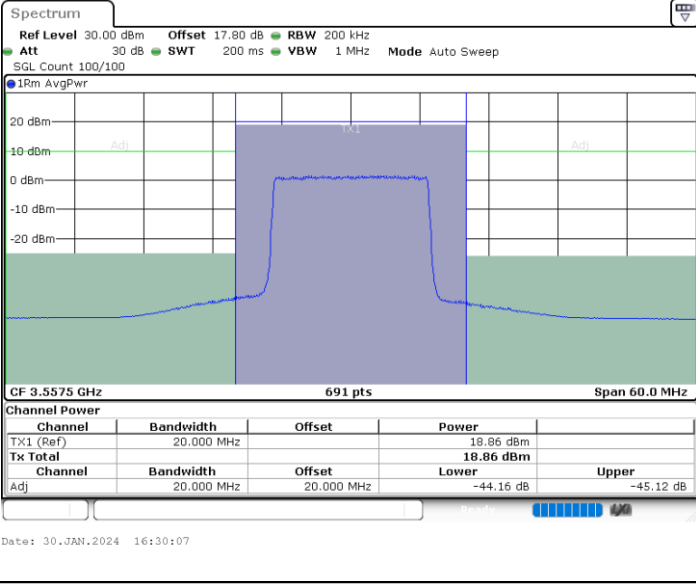 Spectrum
Ref Level 30.00 dBm Offset 17.80 dB RBW 200 kHz
Att 30 dB SWT 200 ms VBW 1 MHz Mode Auto Sweep
SGL Count 100/100
1Rm AvgPwr
20 dBm
TX1
Adj Adj
10 dBm
0 dBm
-10 dBm
-20 dBm
CF 3.5575 GHz 691 pts Span 60.0 MHz
Channel Power
Channel Bandwidth Offset Power
TX1 (Ref) 20.000 MHz 18.86 dBm
Tx Total 18.86 dBm
Channel Bandwidth Offset Lower Upper
Adj 20.000 MHz 20.000 MHz -44.16 dB -45.12 dB
Ready
Date: 30.JAN.2024 16:30:07